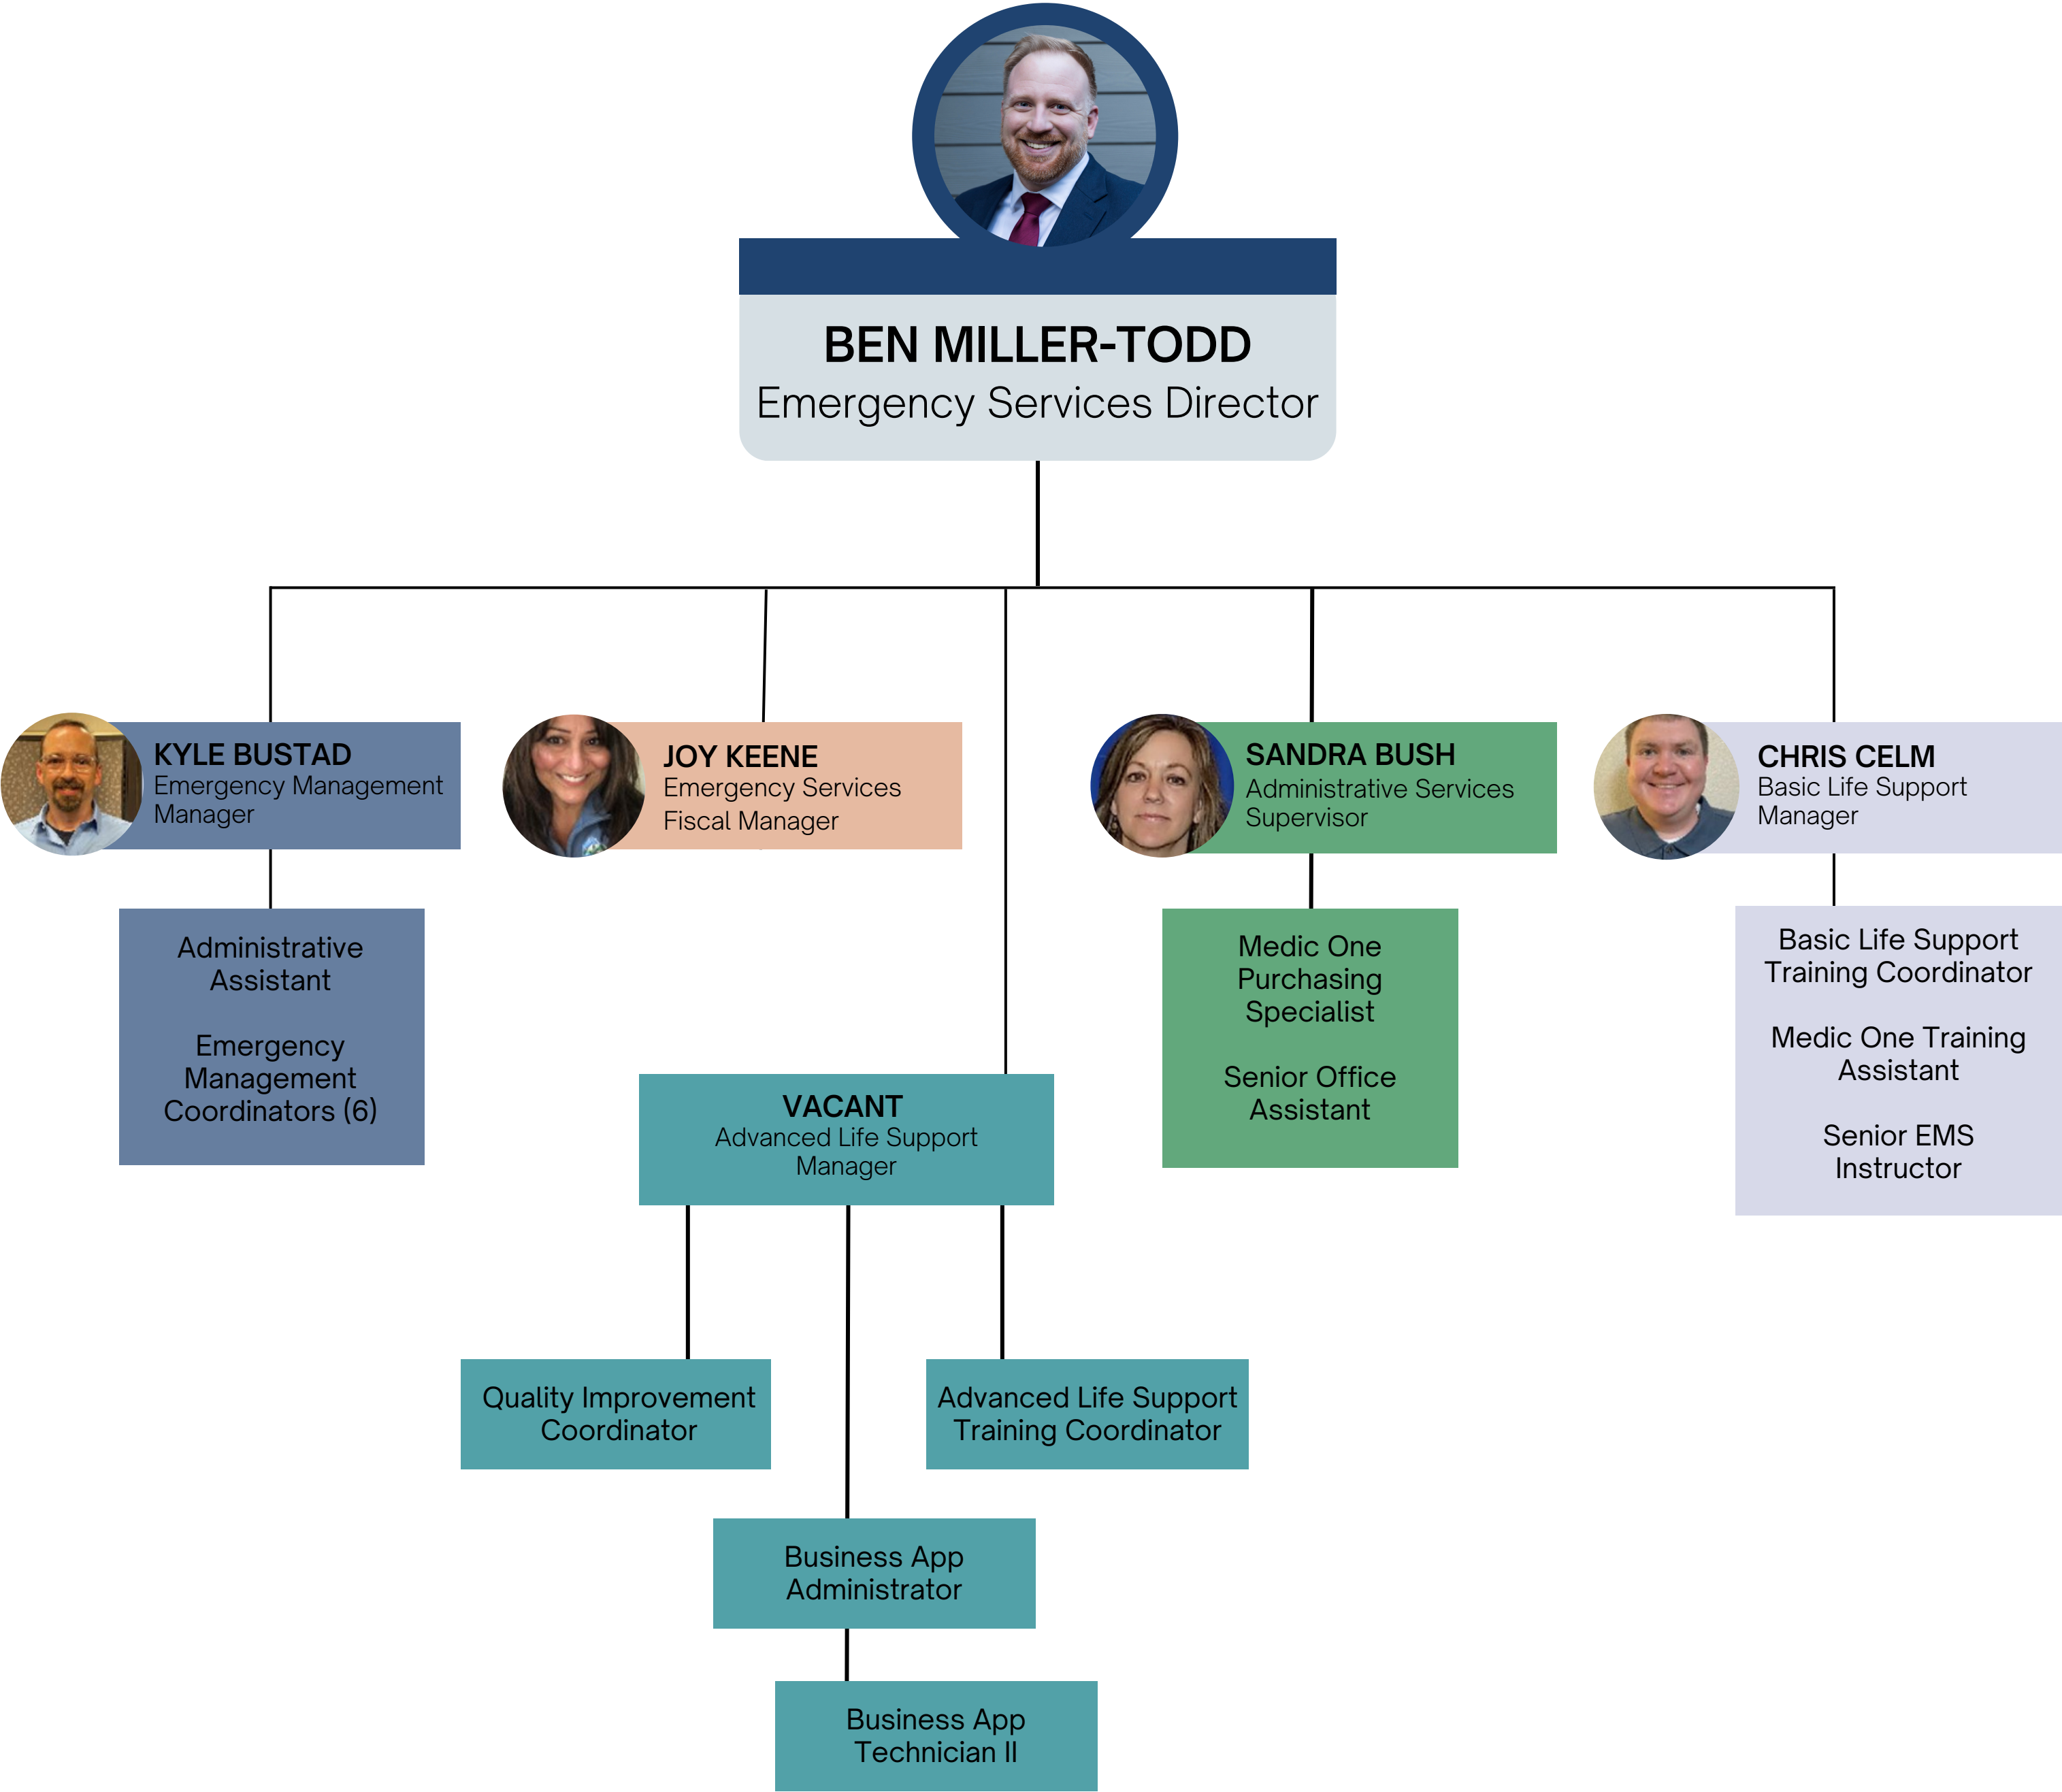 BEN MILLER-TODD
Emergency Services Director
KYLE BUSTAD
Emergency Management
Manager
JOY KEENE
Emergency Services
Fiscal Manager
SANDRA BUSH
Administrative Services
Supervisor
CHRIS CELM
Basic Life Support
Manager
Administrative
Assistant
Emergency
Management
Coordinators (6)
Medic One
Purchasing
Specialist
Senior Office
Assistant
Basic Life Support
Training Coordinator
Medic One Training
Assistant
Senior EMS
Instructor
VACANT
Advanced Life Support
Manager
Quality Improvement
Coordinator
Advanced Life Support
Training Coordinator
Business App
Administrator
Business App
Technician II